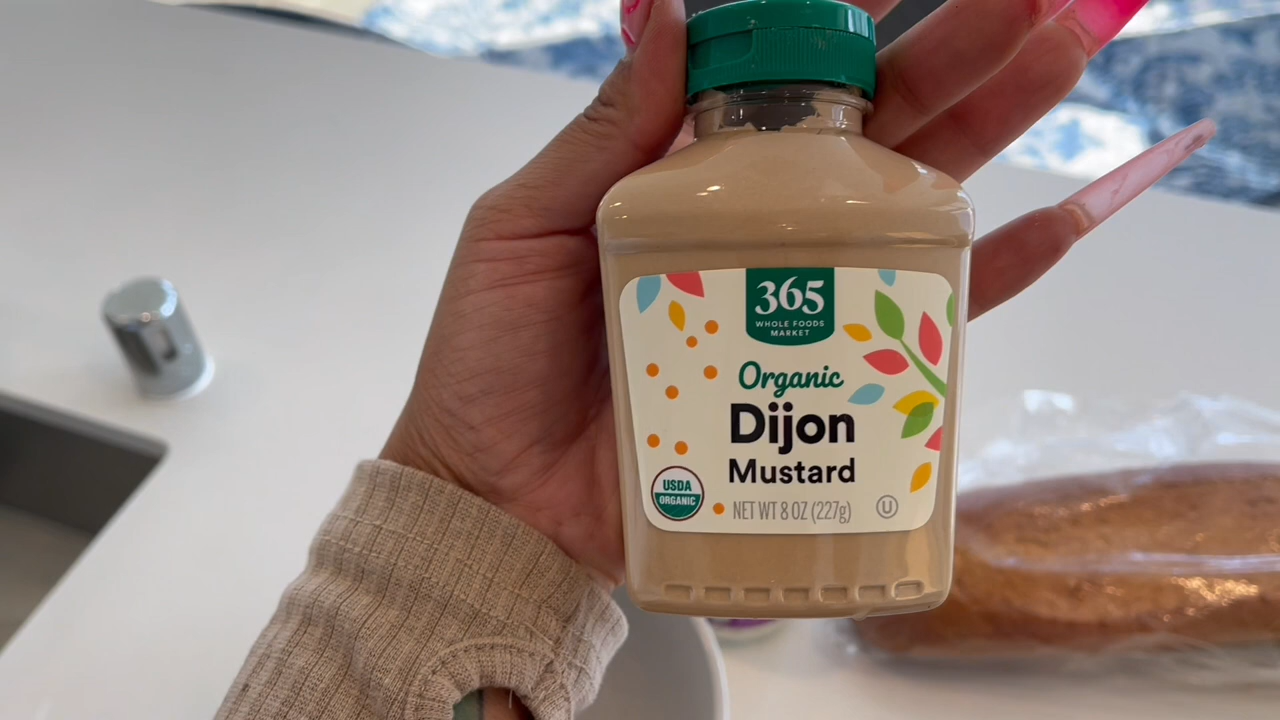 365
WHOLE FOODS
MARKET
Organic
Dijon
Mustard
USDA
ORGANIC
NET WT 8 OZ (227g)
U